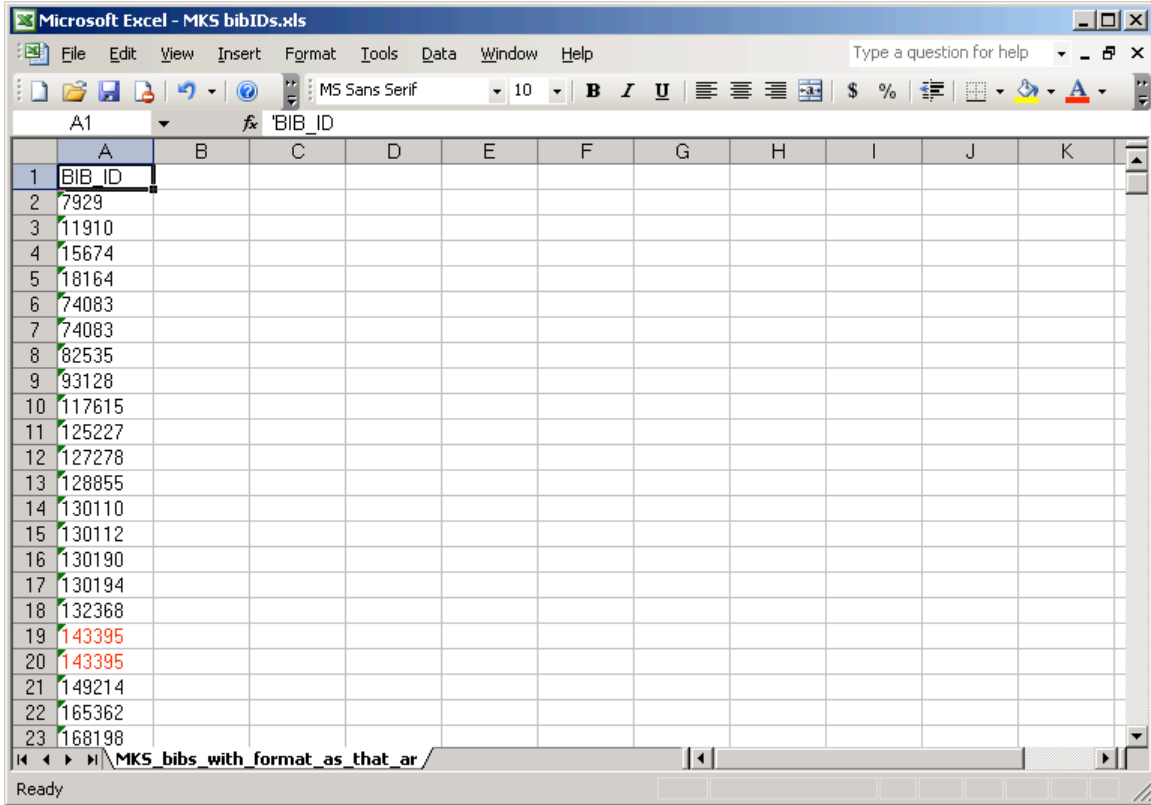 Microsoft Excel - MKS bibIDs.xls
File Edit View Insert Format Tools Data Window Help Type a question for help
MS Sans Serif 10 B I U $ % A
A1 fx 'BIB_ID
A B C D E F G H I J K
1 BIB_ID
2 7929
3 11910
4 15674
5 18164
6 74083
7 74083
8 82535
9 93128
10 117615
11 125227
12 127278
13 128855
14 130110
15 130112
16 130190
17 130194
18 132368
19 143395
20 143395
21 149214
22 165362
23 168198
MKS_bibs_with_format_as_that_ar
Ready